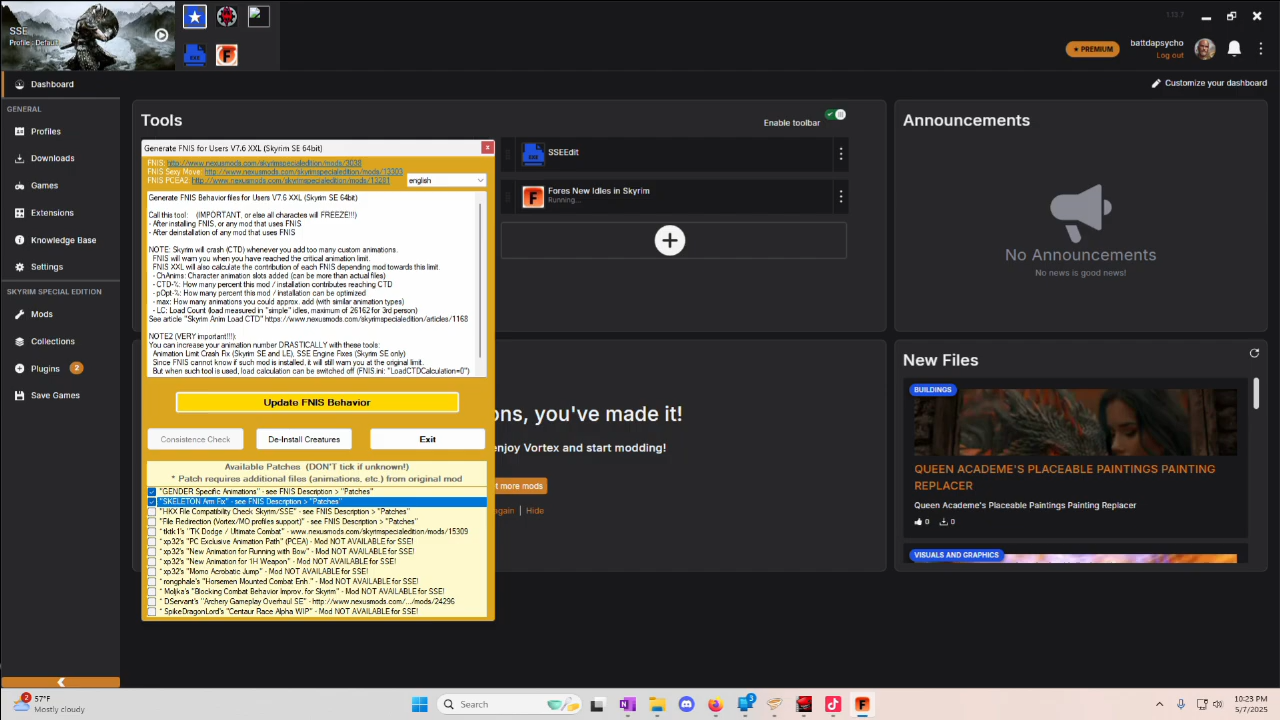 SSE
Profile : Default
1.13.7
PREMIUM
battdapsycho
Log out
Dashboard
Customize your dashboard
GENERAL
Profiles
Downloads
Games
Extensions
Knowledge Base
Settings
SKYRIM SPECIAL EDITION
Mods
Collections
Plugins
2
Save Games
Tools
Enable toolbar
Announcements
Generate FNIS for Users V7.6 XXL (Skyrim SE 64bit)
x
FNIS: http://www.nexusmods.com/skyrimspecialedition/mods/3038
FNIS Sexy Move http://www.nexusmods.com/skyrimspecialedition/mods/13303
FNIS PCEA2: http://www.nexusmods.com/skyrimspecialedition/mods/13281
english
Generate FNIS Behavior files for Users V7.6 XXL (Skyrim SE 64bit)
Call this tool: (IMPORTANT, or else all charactes will FREEZE!!!)
- After installing FNIS, or any mod that uses FNIS
- After deinstallation of any mod that uses FNIS
NOTE: Skyrim will crash (CTD) whenever you add too many custom animations.
FNIS will warn you when you have reached the critical animation limit.
FNIS XXL will also calculate the contribution of each FNIS depending mod towards this limit.
- ChAnims: Character animation slots added (can be more than actual files)
- CTD-%: How many percent this mod / installation contributes reaching CTD
- pOpt-%: How many percent this mod / installation can be optimized
- max: How many animations you could approx. add (with similar animation types)
- LC: Load Count (load measured in "simple" idles, maximum of 26162 for 3rd person)
See article "Skyrim Anim Load CTD" https://www.nexusmods.com/skyrimspecialedition/articles/1168
NOTE2 (VERY important!!!):
You can increase your animation number DRASTICALLY with these tools:
Animation Limit Crash Fix (Skyrim SE and LE), SSE Engine Fixes (Skyrim SE only)
Since FNIS cannot know if such mod is installed, it will still warn you at the original limit.
But when such tool is used, load calculation can be switched off (FNIS.ini: "LoadCTDCalculation=0")
Update FNIS Behavior
Consistence Check
De-Install Creatures
Exit
Available Patches (DON'T tick if unknown!)
* Patch requires additional files (animations, etc.) from original mod
"GENDER Specific Animations" - see FNIS Description > "Patches"
"SKELETON Arm Fix" - see FNIS Description > "Patches"
"HKX File Compatibility Check Skyrim/SSE" - see FNIS Description > "Patches"
"File Redirection (Vortex/MO profiles support)" - see FNIS Description > "Patches"
* tktk1's "TK Dodge / Ultimate Combat" - www.nexusmods.com/skyrimspecialedition/mods/15309
* xp32's "PC Exclusive Animation Path" (PCEA) - Mod NOT AVAILABLE for SSE!
* xp32's "New Animation for Running with Bow" - Mod NOT AVAILABLE for SSE!
* xp32's "New Animation for 1H Weapon" - Mod NOT AVAILABLE for SSE!
* xp32's "Momo Acrobatic Jump" - Mod NOT AVAILABLE for SSE!
* rongphale's "Horsemen Mounted Combat Enh." - Mod NOT AVAILABLE for SSE!
* Moljka's "Blocking Combat Behavior Improv. for Skyrim" - Mod NOT AVAILABLE for SSE!
* DServant's "Archery Gameplay Overhaul SE" - http://www.nexusmods.com/.../mods/24296
* SpikeDragonLord's "Centaur Race Alpha WIP" - Mod NOT AVAILABLE for SSE!
SSEEdit
Fores New Idles in Skyrim
Running...
ons, you've made it!
enjoy Vortex and start modding!
t more mods
again | Hide
No Announcements
No news is good news!
New Files
BUILDINGS
QUEEN ACADEME'S PLACEABLE PAINTINGS PAINTING
REPLACER
Queen Academe's Placeable Paintings Painting Replacer
0
0
VISUALS AND GRAPHICS
2
57°F
Mostly cloudy
Search
3
10:23 PM
5/7/2025